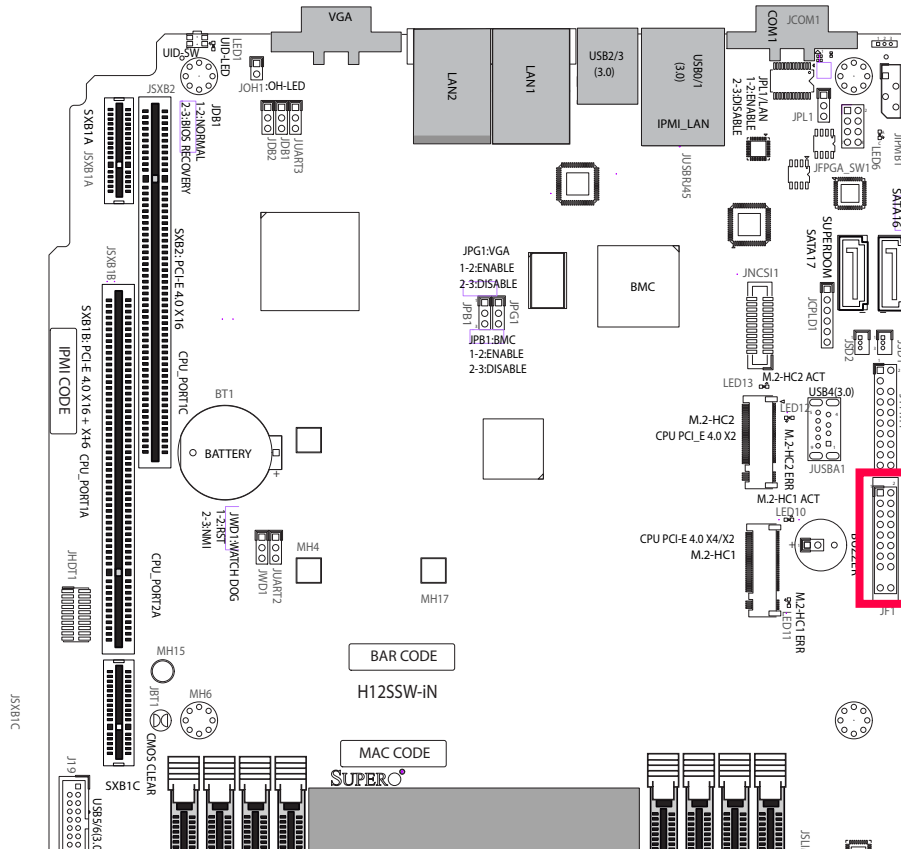 VGA
COM1
JCOM1
UID-SW
UID-LED
LED1
JOH1:OH-LED
LAN2
LAN1
USB2/3
(3.0)
USB0/1
(3.0)
IPMI_LAN
JUSBRJ45
JPL1/LAN
1-2:ENABLE
2-3:DISABLE
JPL1
LED6
JIPMB1
JFPGA_SW1
JSXB2
SXB1A
JSXB1A
JDB1
1-2:NORMAL
2-3:BIOS RECOVERY
JDB2
JDB1
JUART3
SXB2: PCI-E 4.0 X16
CPU_PORTIC
JSXB1B:
SXB1B: PCI-E 4.0 X16 + X16 CPU_PORT1A
IPMI CODE
JPG1:VGA
1-2:ENABLE
2-3:DISABLE
JPB1
JPG1
JPB1:BMC
1-2:ENABLE
2-3:DISABLE
BMC
JNCSI1
SATA16
SUPERDOM
SATA17
JCPLD1
JSD2
M.2-HC2 ACT
LED13
USB4(3.0)
LED12
M.2-HC2
CPU PCI_E 4.0 X2
M.2-HC2 ERR
JUSBA1
BT1
BATTERY
M.2-HC1 ACT
LED10
CPU PCI-E 4.0 X4/X2
M.2-HC1
BUZZER
M.2-HC1 ERR
LED11
JF1
JWD1:WATCH DOG
1-2:RST
2-3:NMI
JWD1
JUART2
MH4
MH17
JHDT1
CPU_PORT2A
MH15
JBT1
MH6
CMOS CLEAR
BAR CODE
H12SSW-iN
MAC CODE
SUPERO
JSXB1C
SXB1C
J19